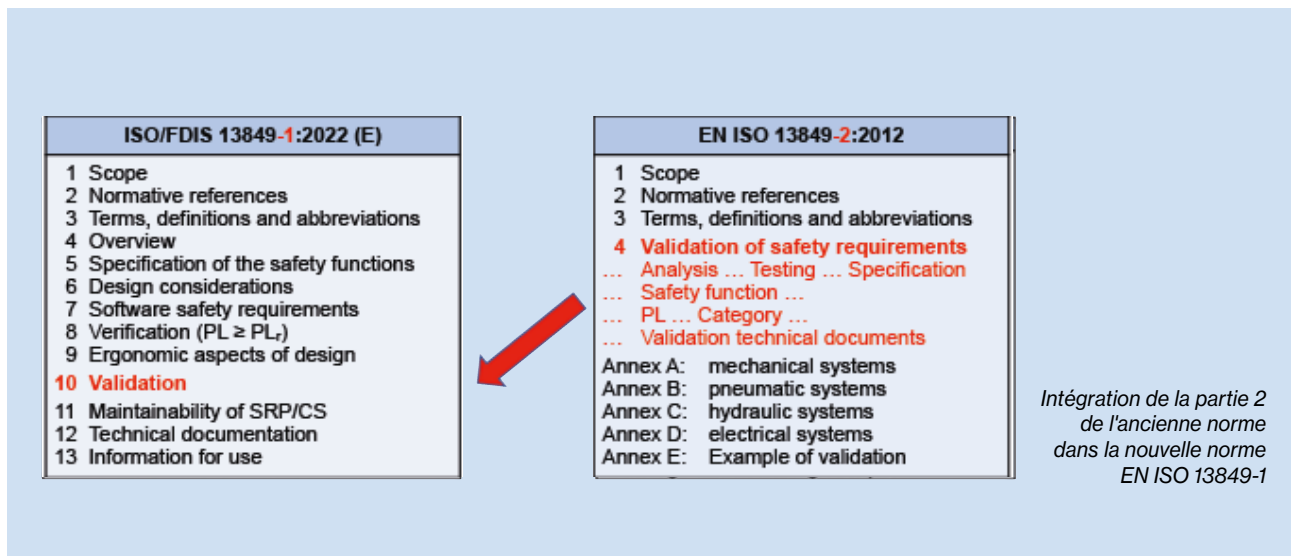 ISO/FDIS 13849-1:2022 (E)
1 Scope
2 Normative references
3 Terms, definitions and abbreviations
4 Overview
5 Specification of the safety functions
6 Design considerations
7 Software safety requirements
8 Verification (PL ≥ PLr)
9 Ergonomic aspects of design
10 Validation
11 Maintainability of SRP/CS
12 Technical documentation
13 Information for use
EN ISO 13849-2:2012
1 Scope
2 Normative references
3 Terms, definitions and abbreviations
4 Validation of safety requirements
... Analysis ... Testing ... Specification
... Safety function ...
... PL ... Category ...
... Validation technical documents
Annex A: mechanical systems
Annex B: pneumatic systems
Annex C: hydraulic systems
Annex D: electrical systems
Annex E: Example of validation
Intégration de la partie 2
de l'ancienne norme
dans la nouvelle norme
EN ISO 13849-1